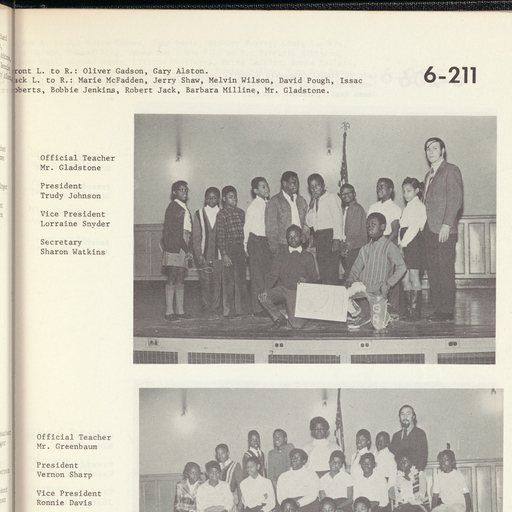 ront L. to R.: Oliver Gadson, Gary Alston.
ack L. to R.: Marie McFadden, Jerry Shaw, Melvin Wilson, David Pough, Issac
oberts, Bobbie Jenkins, Robert Jack, Barbara Milline, Mr. Gladstone.
6-211
Official Teacher
Mr. Gladstone
President
Trudy Johnson
Vice President
Lorraine Snyder
Secretary
Sharon Watkins
Official Teacher
Mr. Greenbaum
President
Vernon Sharp
Vice President
Ronnie Davis